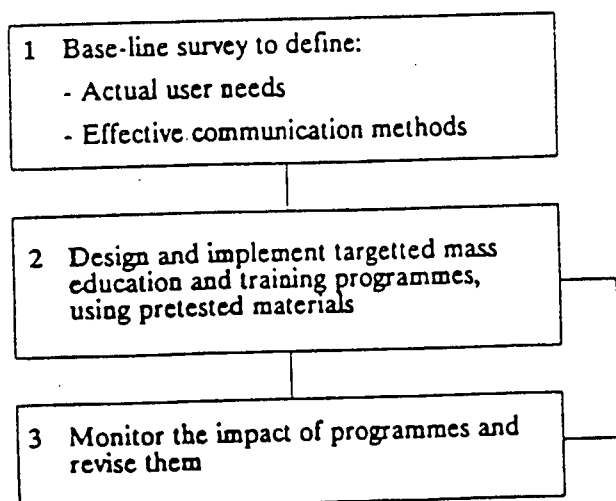 1 Base-line survey to define:
- Actual user needs
- Effective communication methods
2 Design and implement targetted mass
education and training programmes,
using pretested materials
3 Monitor the impact of programmes and
revise them